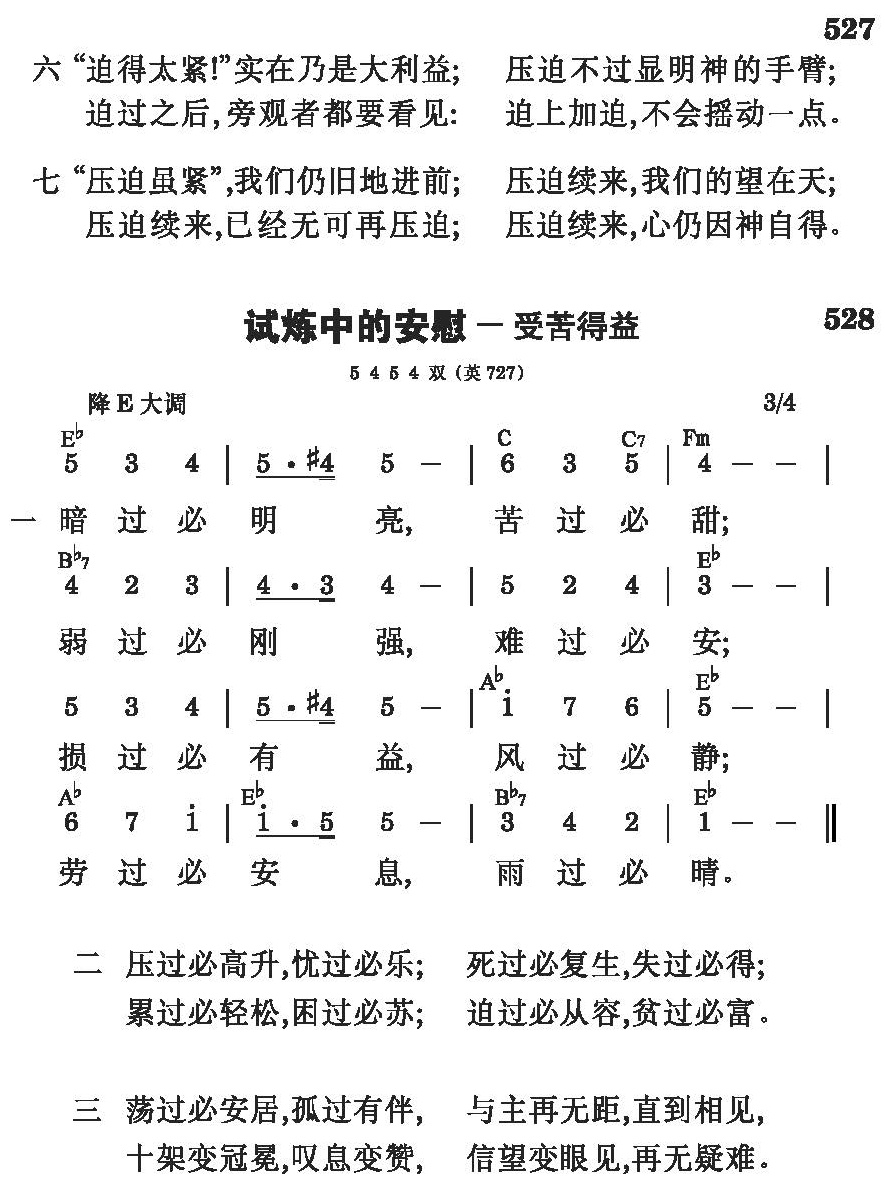 527
六 “迫得太紧!”实在乃是大利益; 压迫不过显明神的手臂;
迫过之后,旁观者都要看见: 迫上加迫,不会摇动一点。
七 “压迫虽紧”,我们仍旧地进前; 压迫续来,我们的望在天;
压迫续来,已经无可再压迫; 压迫续来,心仍因神自得。
试炼中的安慰 — 受苦得益 528
5 4 5 4 双 (英 727)
降 E 大调 3/4
E♭ C C7 Fm
5 3 4 | 5 · ♯4 5 — | 6 3 5 | 4 — — |
一 暗 过 必 明 亮, 苦 过 必 甜;
B♭7 E♭
4 2 3 | 4 · 3 4 — | 5 2 4 | 3 — — |
弱 过 必 刚 强, 难 过 必 安;
A♭ E♭
5 3 4 | 5 · ♯4 5 — | i 7 6 | 5 — — |
损 过 必 有 益, 风 过 必 静;
A♭ E♭ B♭7 E♭
6 7 i | i · 5 5 — | 3 4 2 | 1 — — ‖
劳 过 必 安 息, 雨 过 必 晴。
二 压过必高升,忧过必乐; 死过必复生,失过必得;
累过必轻松,困过必苏; 迫过必从容,贫过必富。
三 荡过必安居,孤过有伴, 与主再无距,直到相见,
十架变冠冕,叹息变赞, 信望变眼见,再无疑难。